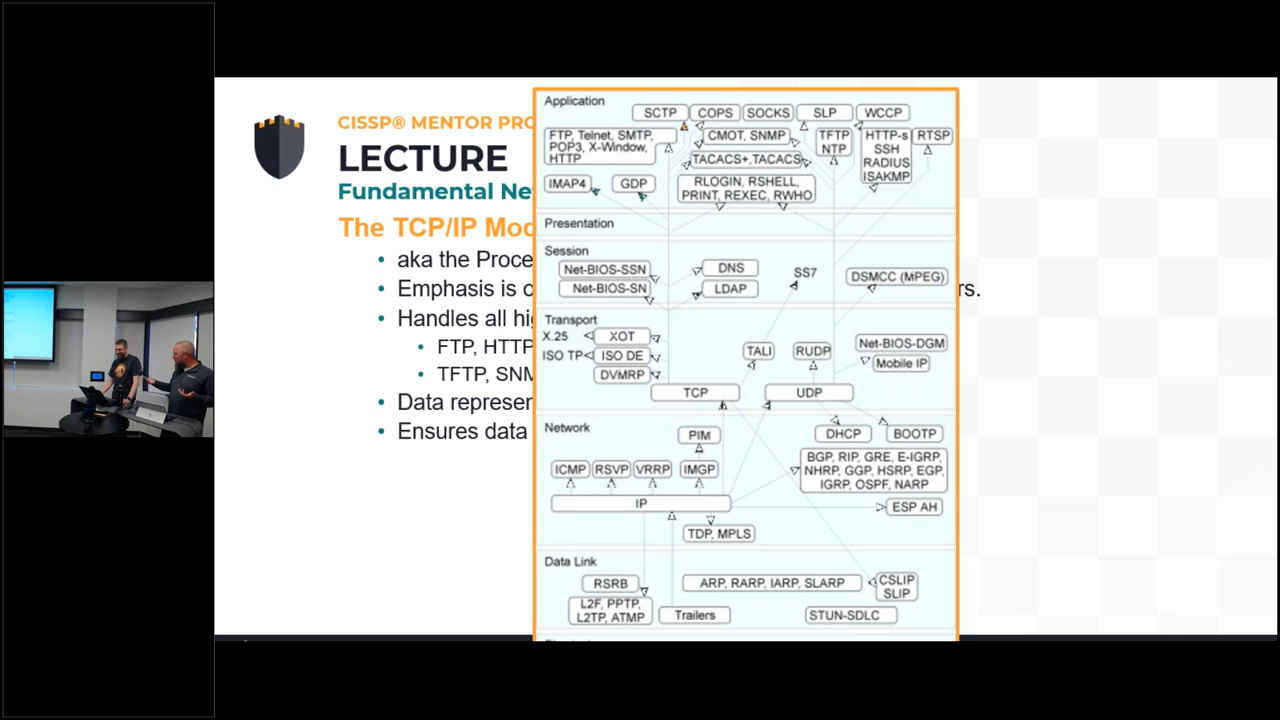 CISSP® MENTOR PRO
LECTURE
Fundamental Ne
The TCP/IP Mod
aka the Proce
Emphasis is o
rs.
Handles all hig
FTP, HTTP
TFTP, SNM
Data represen
Ensures data
Application
SCTP COPS SOCKS SLP WCCP
FTP, Telnet, SMTP,
POP3, X-Window,
HTTP
CMOT, SNMP
TFTP
NTP
HTTP-s
SSH
RADIUS
ISAKMP
RTSP
TACACS+,TACACS
IMAP4 GDP
RLOGIN, RSHELL,
PRINT, REXEC, RWHO
Presentation
Session
Net-BIOS-SSN DNS SS7 DSMCC (MPEG)
Net-BIOS-SN LDAP
Transport
X.25 XOT
ISO TP ISO DE TALI RUDP
Net-BIOS-DGM
Mobile IP
DVMRP
TCP UDP
Network
PIM DHCP BOOTP
ICMP RSVP VRRP IMGP
BGP, RIP, GRE, E-IGRP,
NHRP, GGP, HSRP, EGP,
IGRP, OSPF, NARP
IP ESP AH
TDP, MPLS
Data Link
RSRB ARP, RARP, IARP, SLARP
CSLIP
SLIP
L2F, PPTP,
L2TP, ATMP
Trailers STUN-SDLC